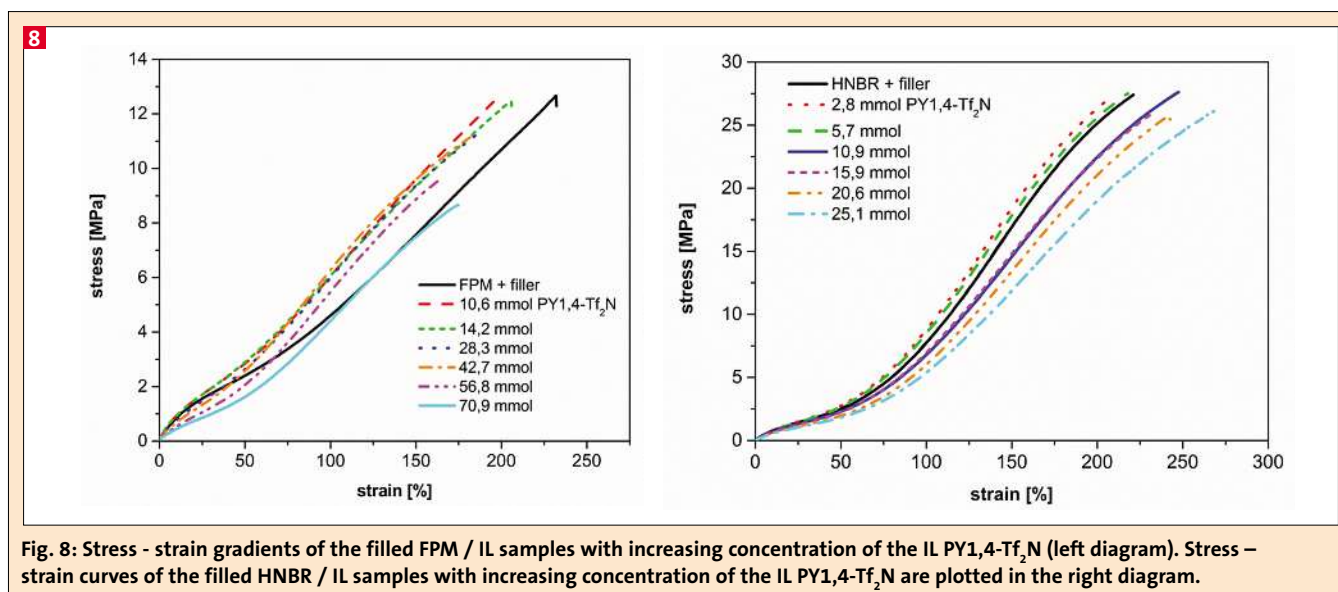 8
14
12
10
8
6
4
2
0
stress [MPa]
0 50 100 150 200 250
strain [%]
FPM + filler
10,6 mmol PY1,4-Tf₂N
14,2 mmol
28,3 mmol
42,7 mmol
56,8 mmol
70,9 mmol
30
25
20
15
10
5
0
stress [MPa]
0 50 100 150 200 250 300
strain [%]
HNBR + filler
2,8 mmol PY1,4-Tf₂N
5,7 mmol
10,9 mmol
15,9 mmol
20,6 mmol
25,1 mmol
Fig. 8: Stress - strain gradients of the filled FPM / IL samples with increasing concentration of the IL PY1,4-Tf₂N (left diagram). Stress –
strain curves of the filled HNBR / IL samples with increasing concentration of the IL PY1,4-Tf₂N are plotted in the right diagram.